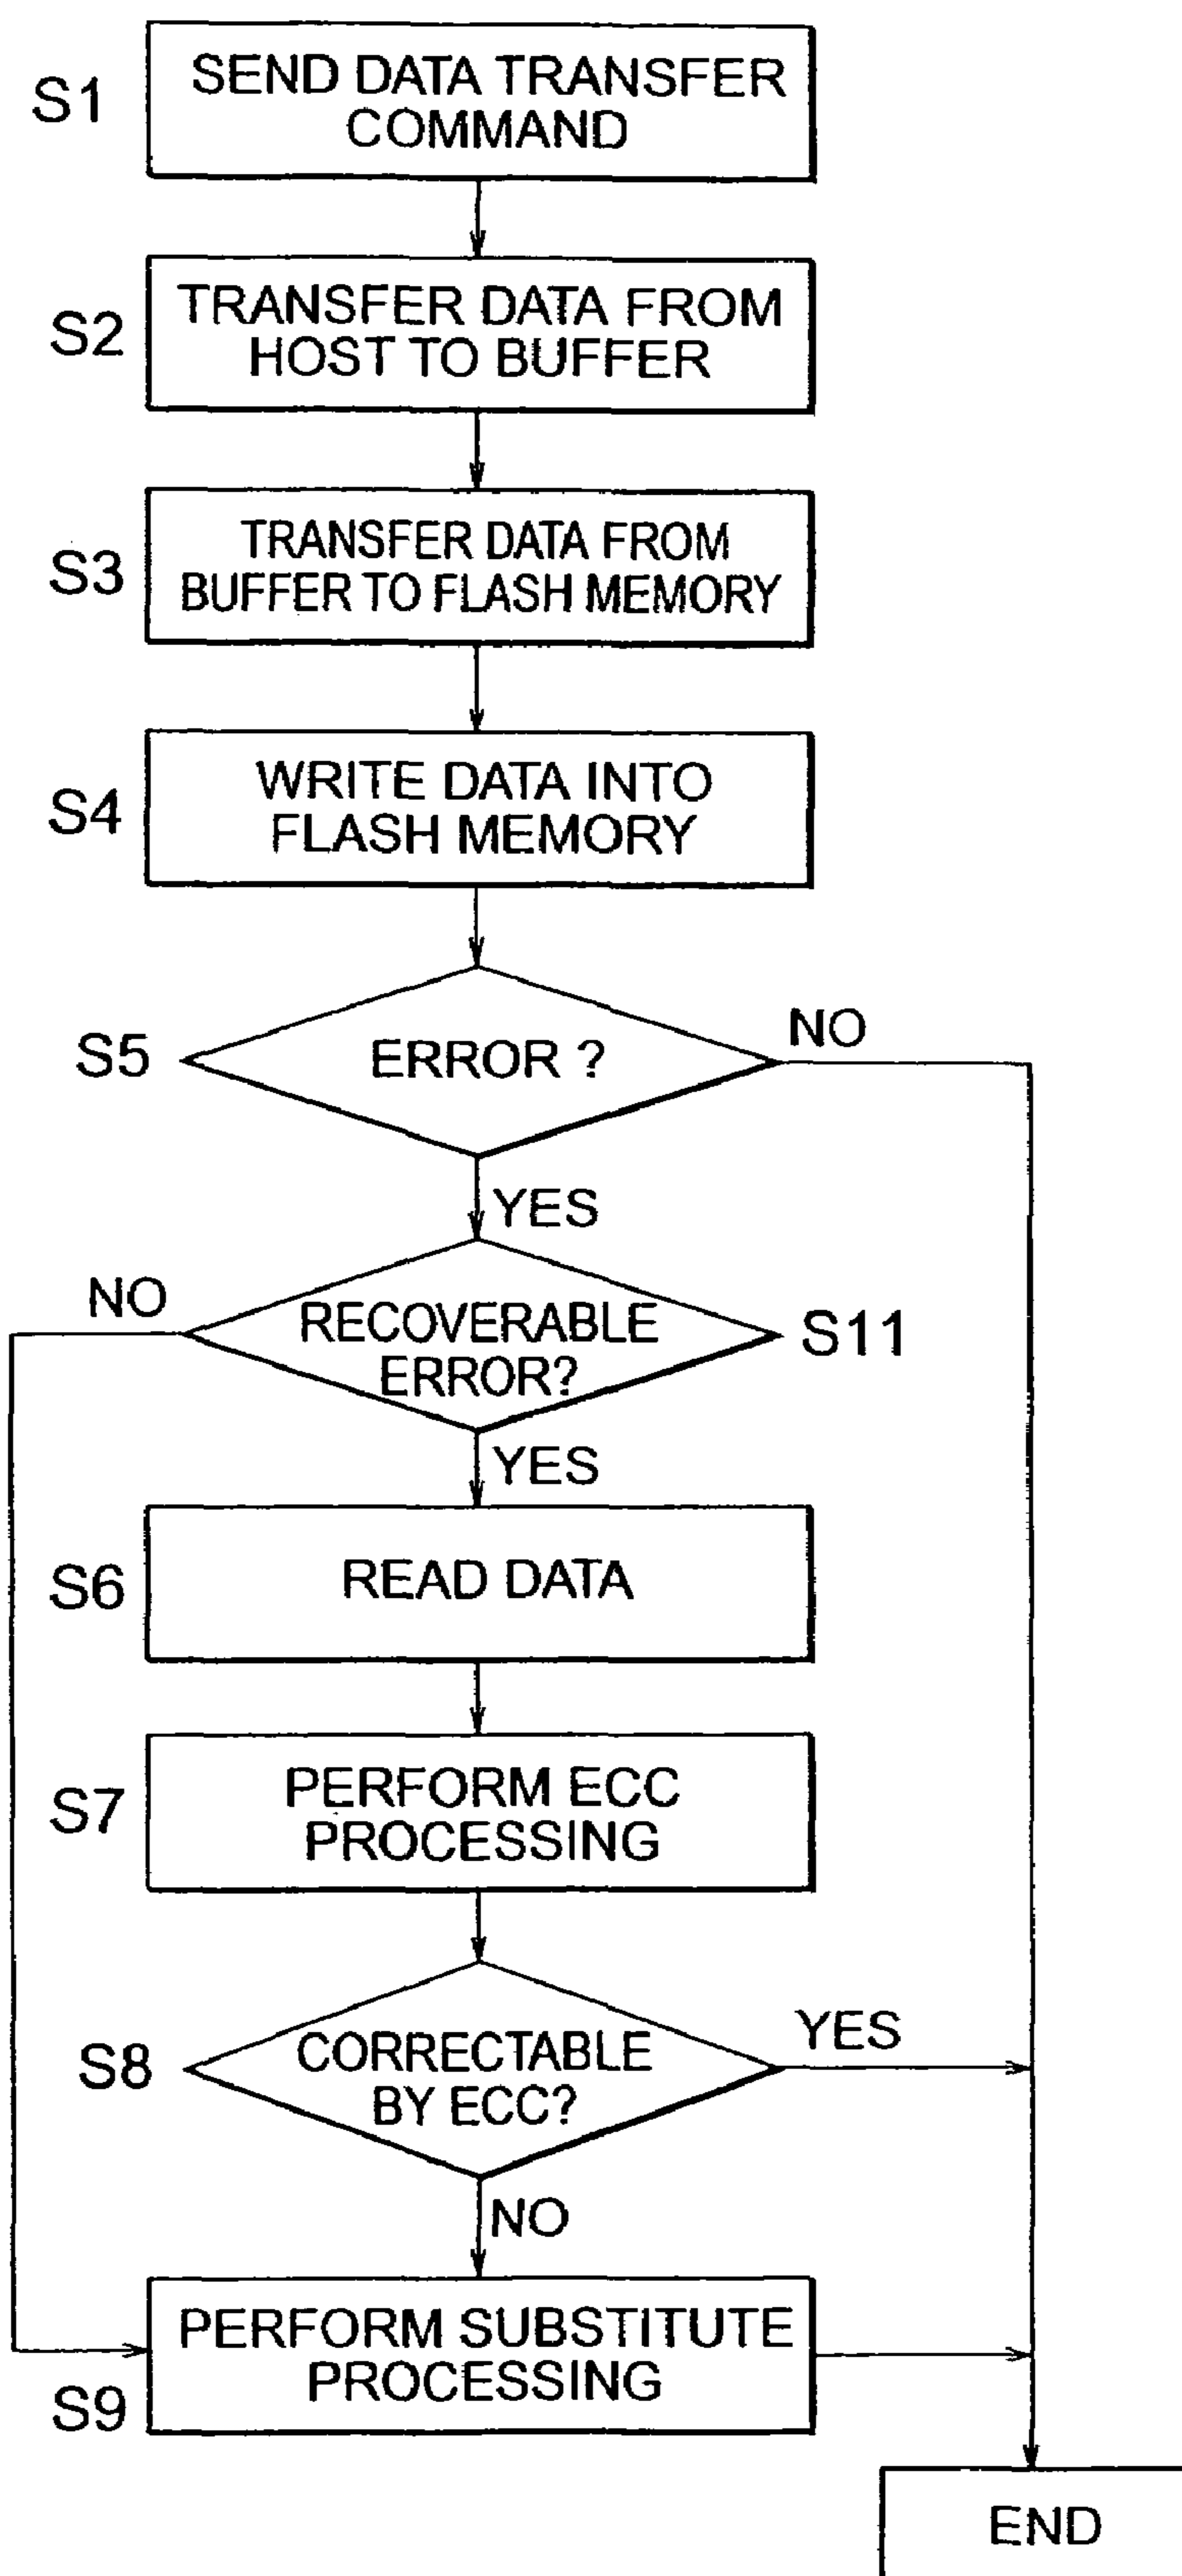 S1
SEND DATA TRANSFER
COMMAND
S2
TRANSFER DATA FROM
HOST TO BUFFER
S3
TRANSFER DATA FROM
BUFFER TO FLASH MEMORY
S4
WRITE DATA INTO
FLASH MEMORY
S5
ERROR ?
NO
YES
NO
RECOVERABLE
ERROR?
S11
YES
S6
READ DATA
S7
PERFORM ECC
PROCESSING
S8
CORRECTABLE
BY ECC?
YES
NO
S9
PERFORM SUBSTITUTE
PROCESSING
END